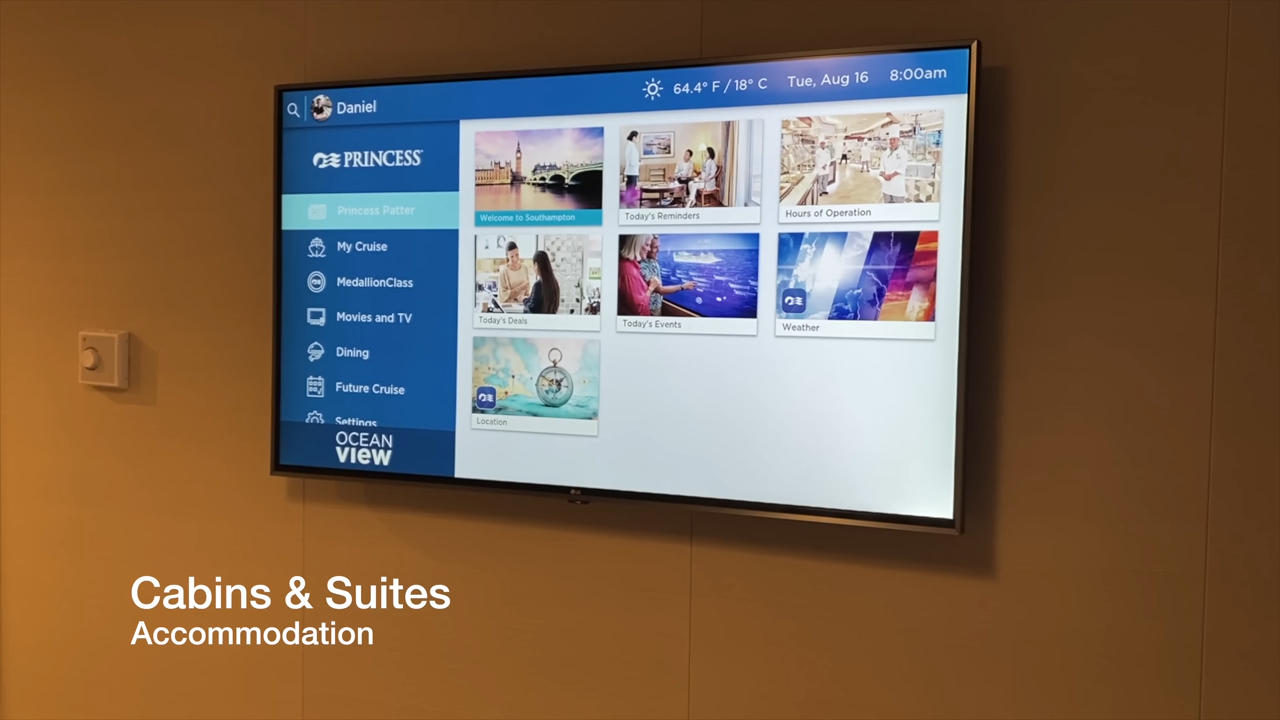 Daniel
64.4° F / 18° C Tue, Aug 16 8:00am
PRINCESS
Princess Patter
My Cruise
MedallionClass
Movies and TV
Dining
Future Cruise
Settings
OCEAN
view
Welcome to Southampton
Today's Reminders
Hours of Operation
Today's Deals
Today's Events
Weather
Location
LG
Cabins & Suites
Accommodation